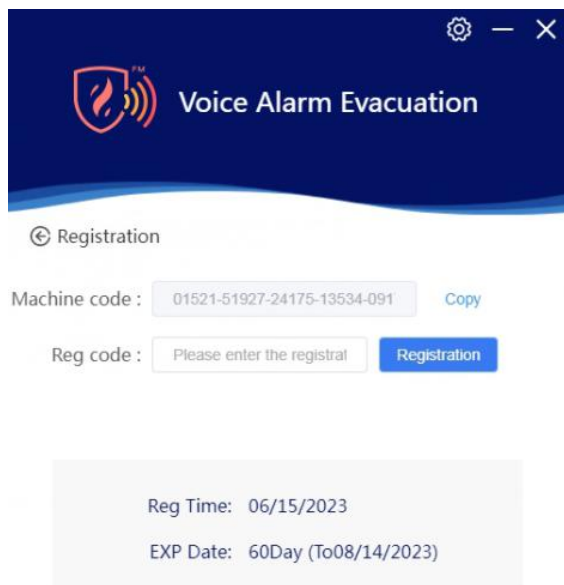 FM
Voice Alarm Evacuation
Registration
Machine code : 01521-51927-24175-13534-091 Copy
Reg code : Please enter the registrat Registration
Reg Time: 06/15/2023
EXP Date: 60Day (To08/14/2023)